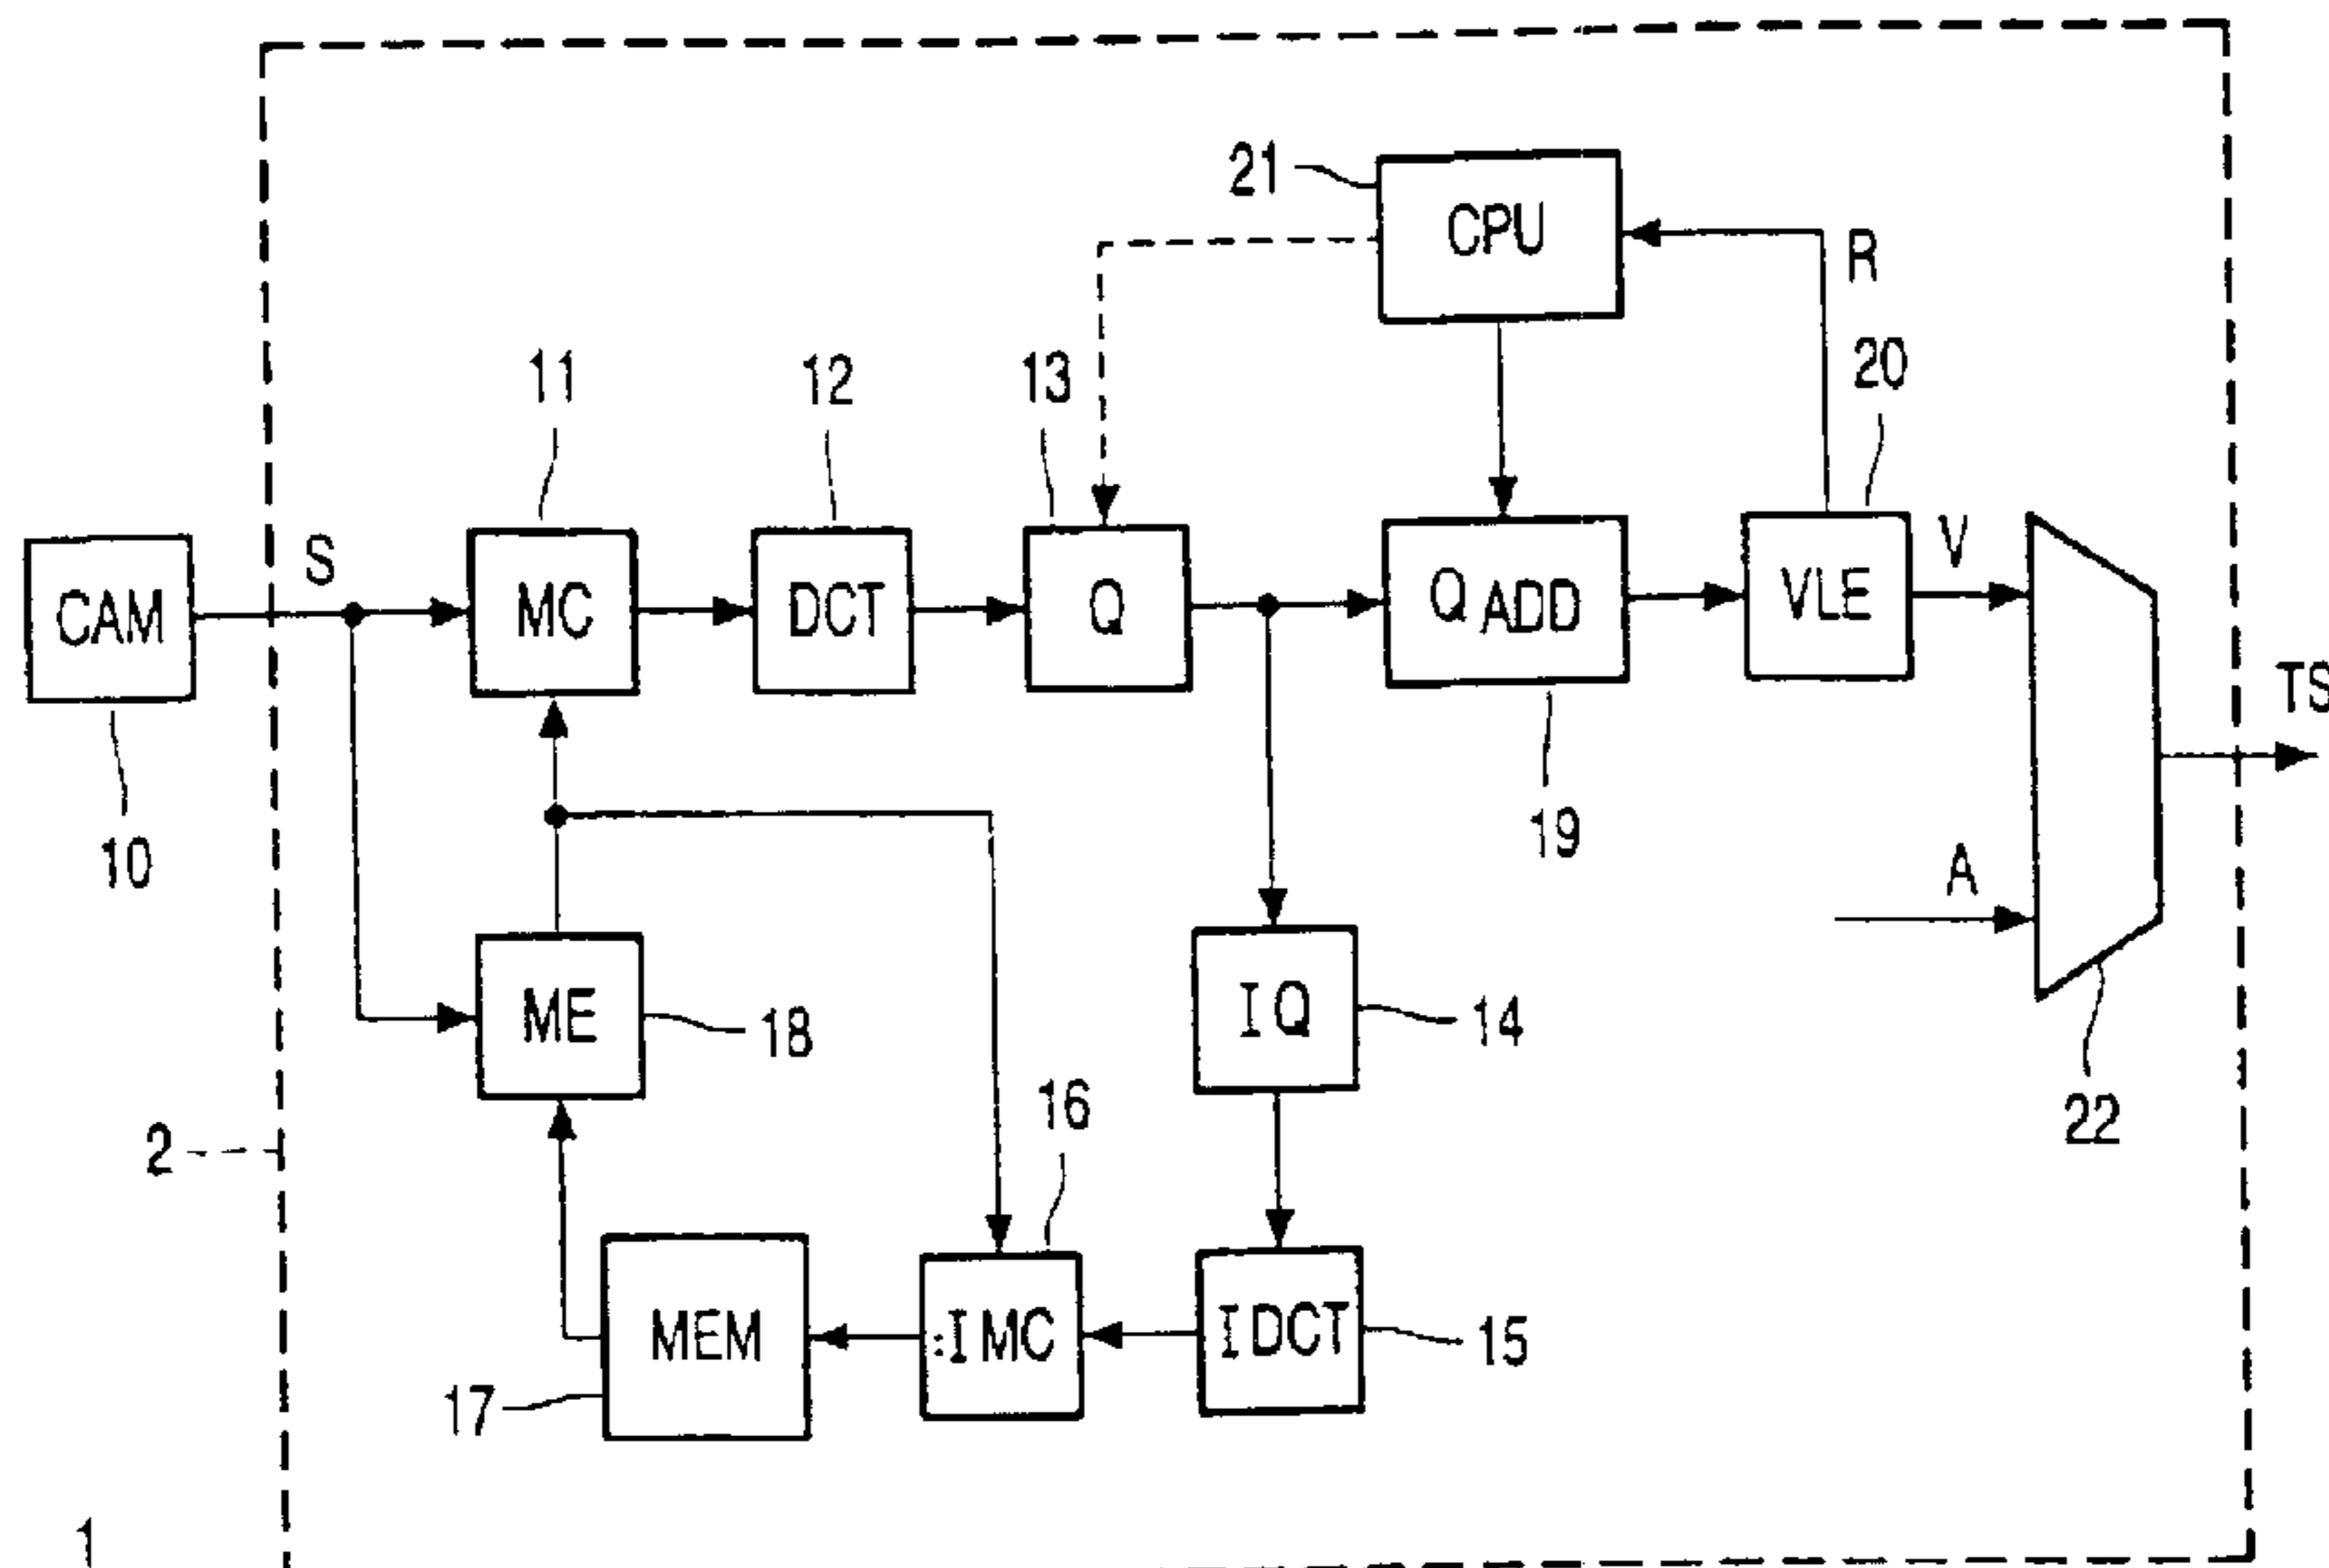 21
CPU
R
11
12
13
20
S
V
CAM
MC
DCT
Q
Q ADD
VLE
TS
10
19
A
ME
18
IQ
14
16
22
2
MEM
:I MC
I DCT
15
17
1